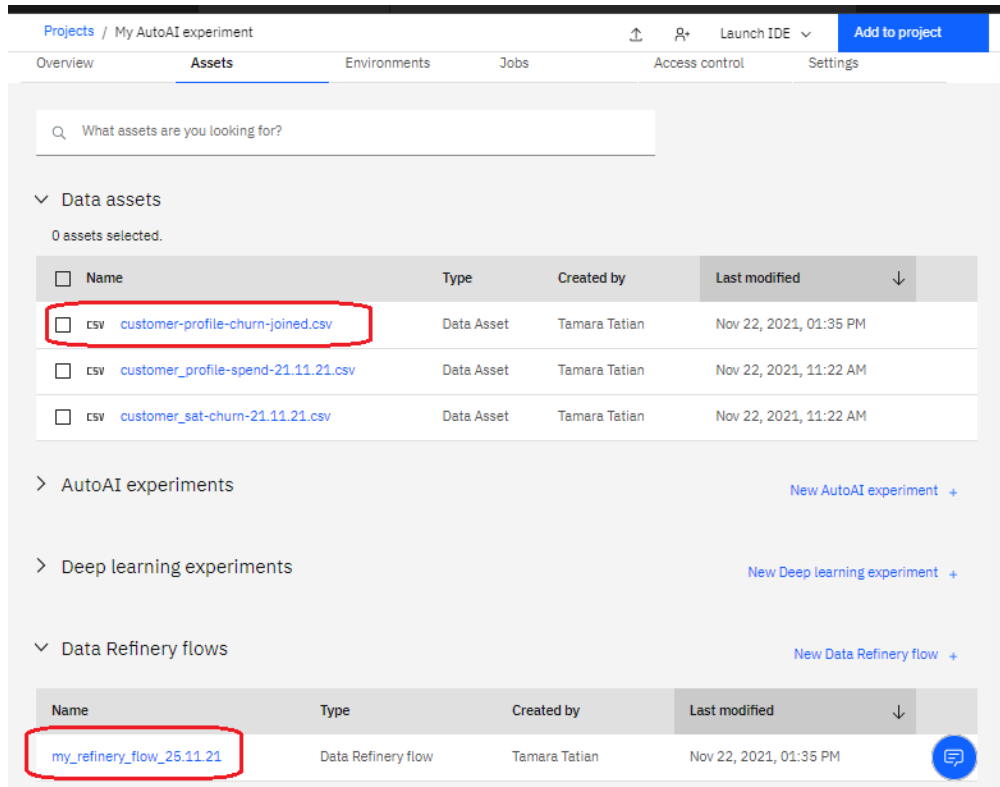 Projects / My AutoAI experiment Launch IDE Add to project
Overview Assets Environments Jobs Access control Settings
What assets are you looking for?
Data assets
0 assets selected.
Name Type Created by Last modified
CSV customer-profile-churn-joined.csv Data Asset Tamara Tatian Nov 22, 2021, 01:35 PM
CSV customer_profile-spend-21.11.21.csv Data Asset Tamara Tatian Nov 22, 2021, 11:22 AM
CSV customer_sat-churn-21.11.21.csv Data Asset Tamara Tatian Nov 22, 2021, 11:22 AM
AutoAI experiments New AutoAI experiment +
Deep learning experiments New Deep learning experiment +
Data Refinery flows New Data Refinery flow +
Name Type Created by Last modified
my_refinery_flow_25.11.21 Data Refinery flow Tamara Tatian Nov 22, 2021, 01:35 PM